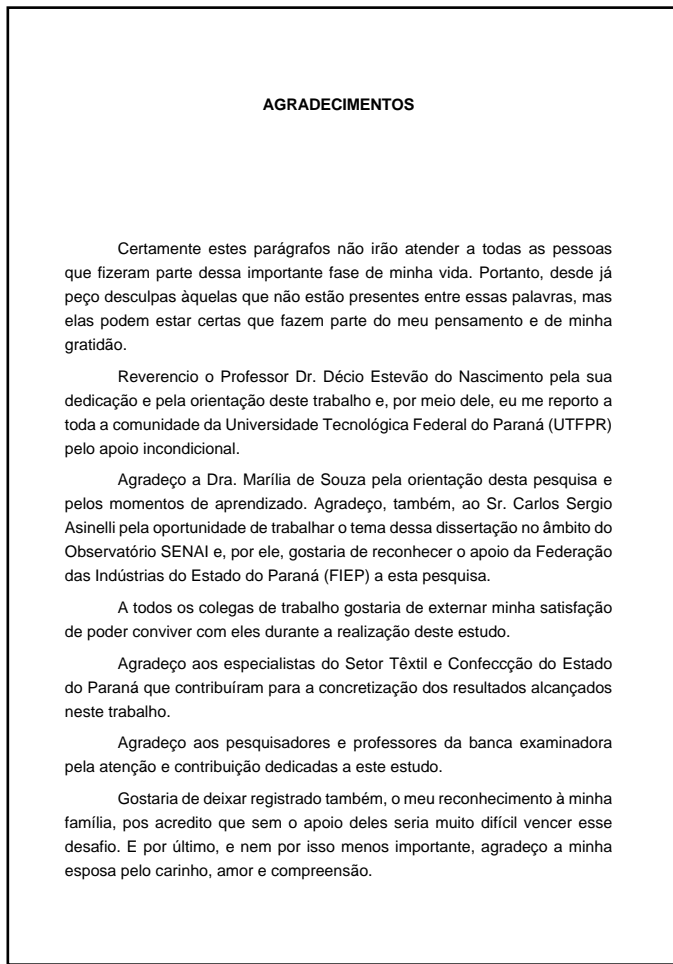 AGRADECIMENTOS
Certamente estes parágrafos não irão atender a todas as pessoas
que fizeram parte dessa importante fase de minha vida. Portanto, desde já
peço desculpas àquelas que não estão presentes entre essas palavras, mas
elas podem estar certas que fazem parte do meu pensamento e de minha
gratidão.
Reverencio o Professor Dr. Décio Estevão do Nascimento pela sua
dedicação e pela orientação deste trabalho e, por meio dele, eu me reporto a
toda a comunidade da Universidade Tecnológica Federal do Paraná (UTFPR)
pelo apoio incondicional.
Agradeço a Dra. Marília de Souza pela orientação desta pesquisa e
pelos momentos de aprendizado. Agradeço, também, ao Sr. Carlos Sergio
Asinelli pela oportunidade de trabalhar o tema dessa dissertação no âmbito do
Observatório SENAI e, por ele, gostaria de reconhecer o apoio da Federação
das Indústrias do Estado do Paraná (FIEP) a esta pesquisa.
A todos os colegas de trabalho gostaria de externar minha satisfação
de poder conviver com eles durante a realização deste estudo.
Agradeço aos especialistas do Setor Têxtil e Confeccção do Estado
do Paraná que contribuíram para a concretização dos resultados alcançados
neste trabalho.
Agradeço aos pesquisadores e professores da banca examinadora
pela atenção e contribuição dedicadas a este estudo.
Gostaria de deixar registrado também, o meu reconhecimento à minha
família, pos acredito que sem o apoio deles seria muito difícil vencer esse
desafio. E por último, e nem por isso menos importante, agradeço a minha
esposa pelo carinho, amor e compreensão.